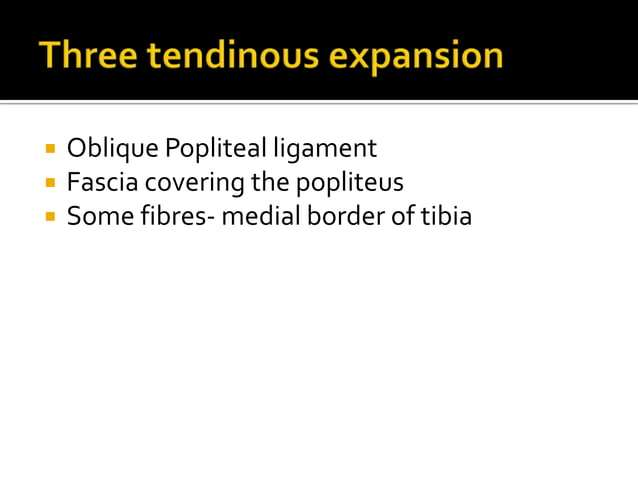 Three tendinous expansion
Oblique Popliteal ligament
Fascia covering the popliteus
Some fibres- medial border of tibia